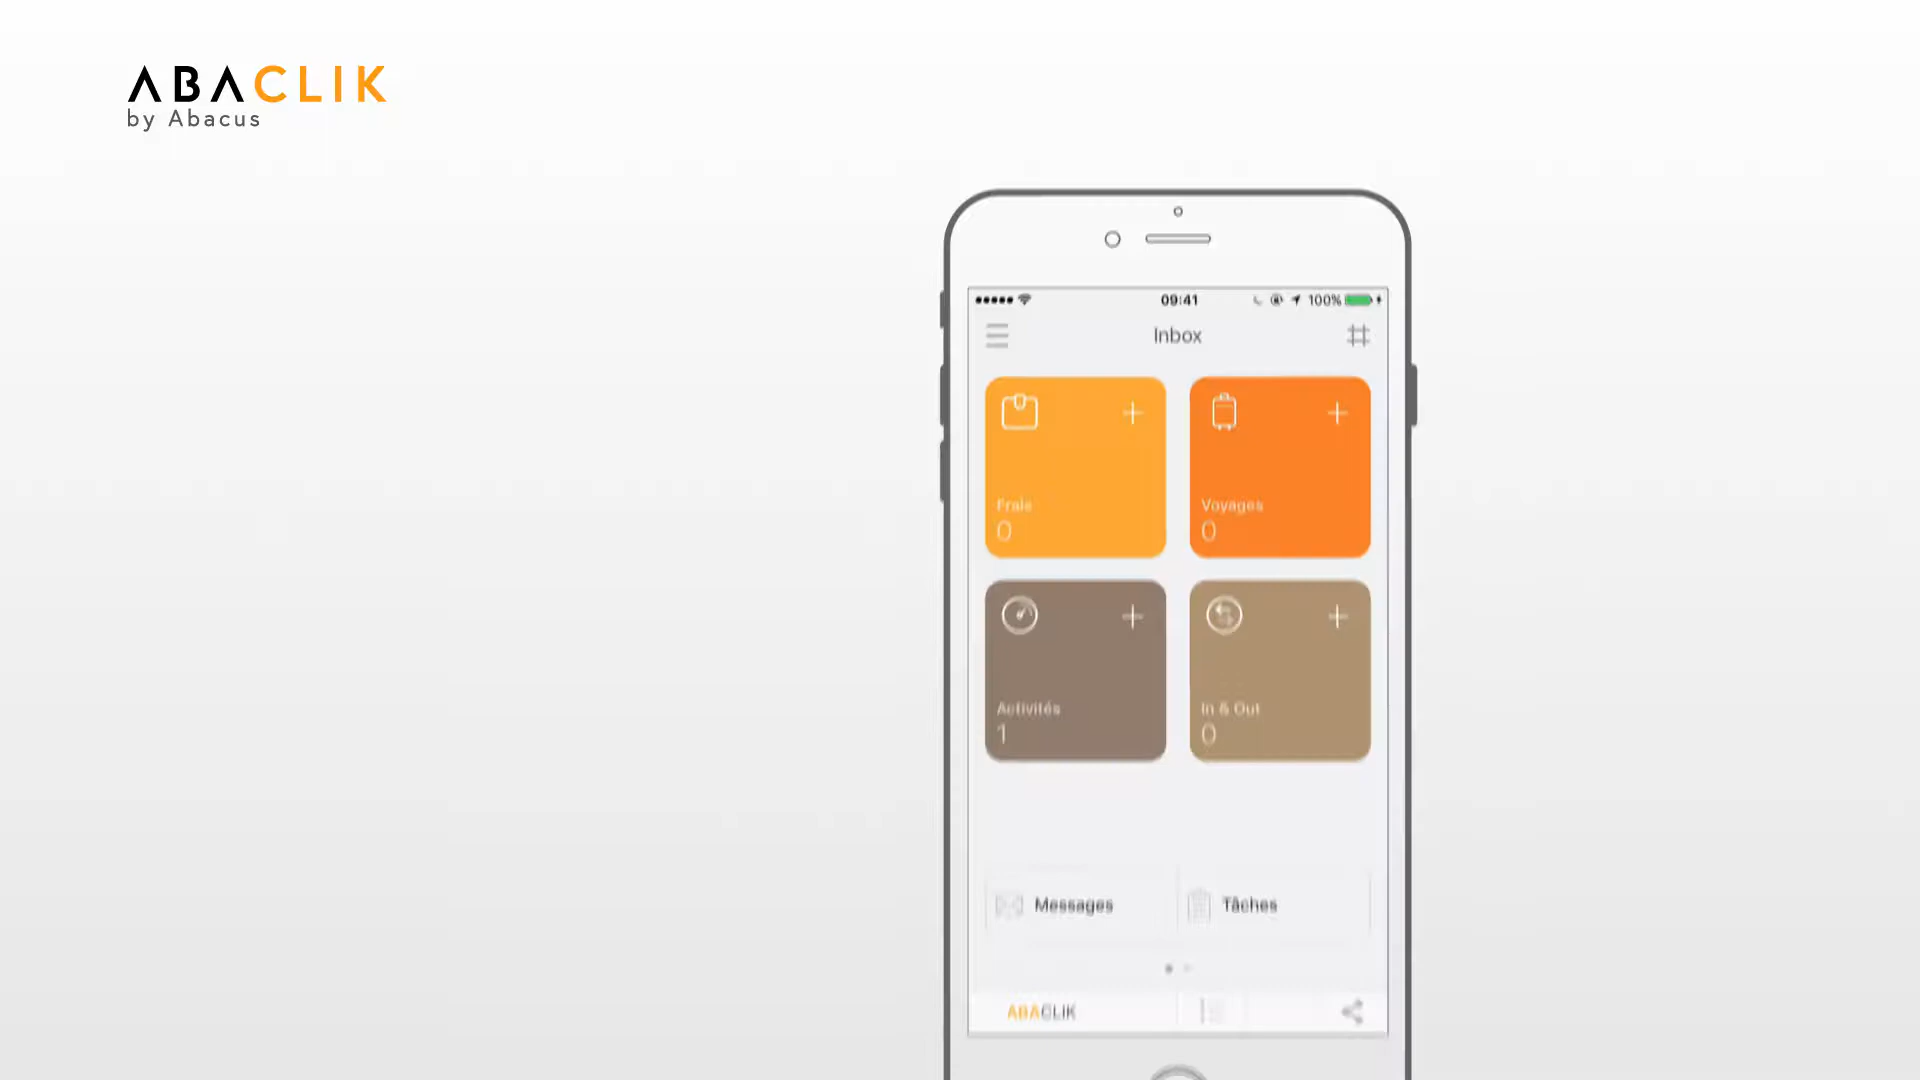 ABACLIK
by Abacus
09:41
100%
Inbox
Frais
0
Voyages
0
Activités
1
In & Out
0
Messages
Tâches
ABACLIK